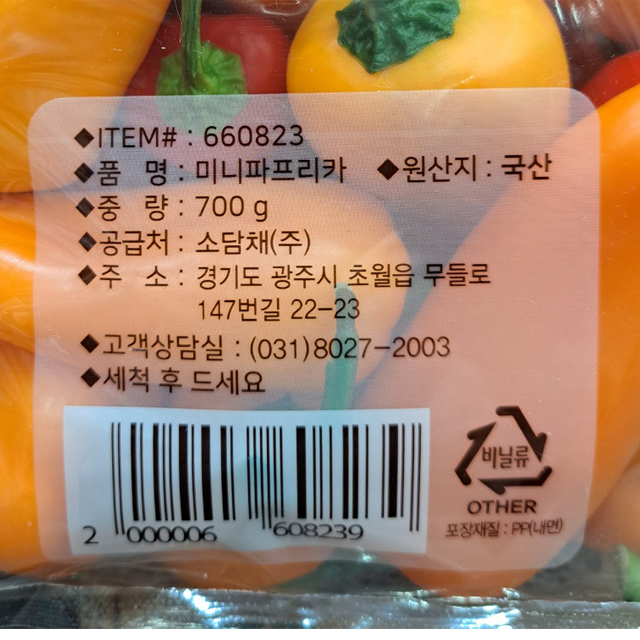 ◆ITEM# : 660823
◆품 명 : 미니파프리카 ◆원산지 : 국산
◆중 량 : 700 g
◆공급처 : 소담채(주)
◆주 소 : 경기도 광주시 초월읍 무들로
147번길 22-23
◆고객상담실 : (031)8027-2003
◆세척 후 드세요
비닐류
OTHER
포장재질 : PP(내면)
2 000006 608239